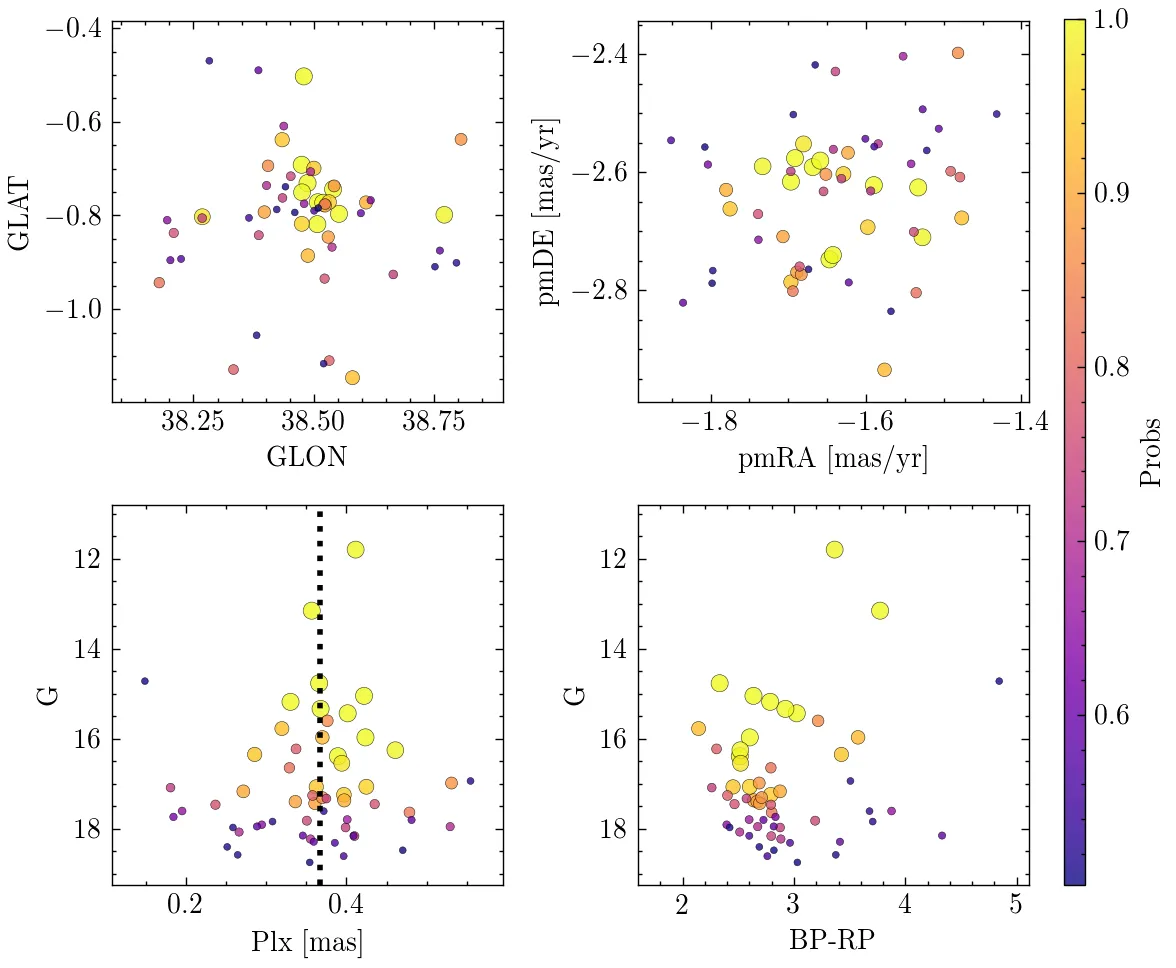 −0.4
−0.6
−0.8
−1.0
GLAT
38.25 38.50 38.75
GLON
−2.4
−2.6
−2.8
pmDE [mas/yr]
−1.8 −1.6 −1.4
pmRA [mas/yr]
12
14
16
18
G
0.2 0.4
Plx [mas]
12
14
16
18
G
2 3 4 5
BP-RP
1.0
0.9
0.8
0.7
0.6
Probs